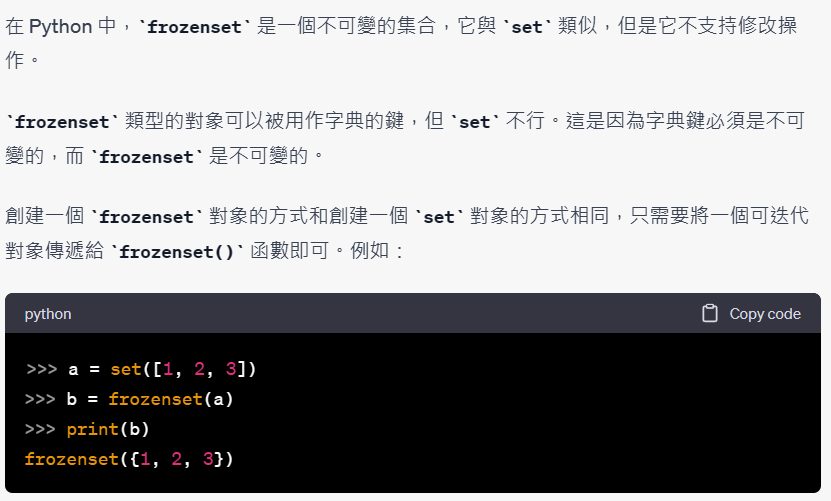 在 Python 中，`frozenset` 是一個不可變的集合，它與 `set` 類似，但是它不支持修改操
作。
`frozenset` 類型的對象可以被用作字典的鍵，但 `set` 不行。這是因為字典鍵必須是不可
變的，而 `frozenset` 是不可變的。
創建一個 `frozenset` 對象的方式和創建一個 `set` 對象的方式相同，只需要將一個可迭代
對象傳遞給 `frozenset()` 函數即可。例如：
python Copy code
>>> a = set([1, 2, 3])
>>> b = frozenset(a)
>>> print(b)
frozenset({1, 2, 3})